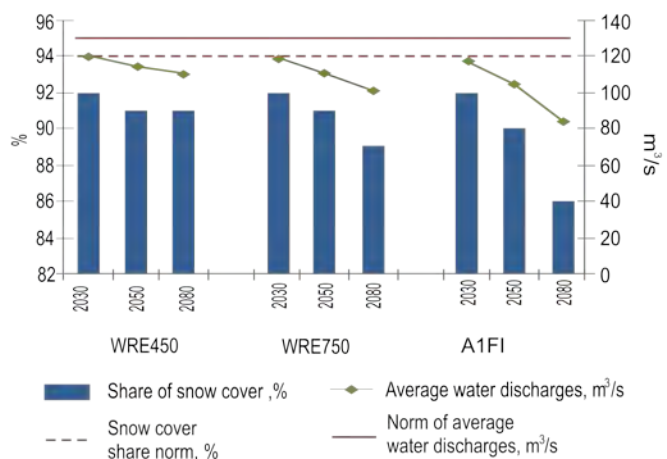 96
94
92
90
88
86
84
82
%
140
120
100
80
60
40
20
0
m³/s
2030
2050
2080
2030
2050
2080
2030
2050
2080
WRE450
WRE750
A1FI
Share of snow cover ,%
Average water discharges, m³/s
Snow cover
share norm, %
Norm of average
water discharges, m³/s